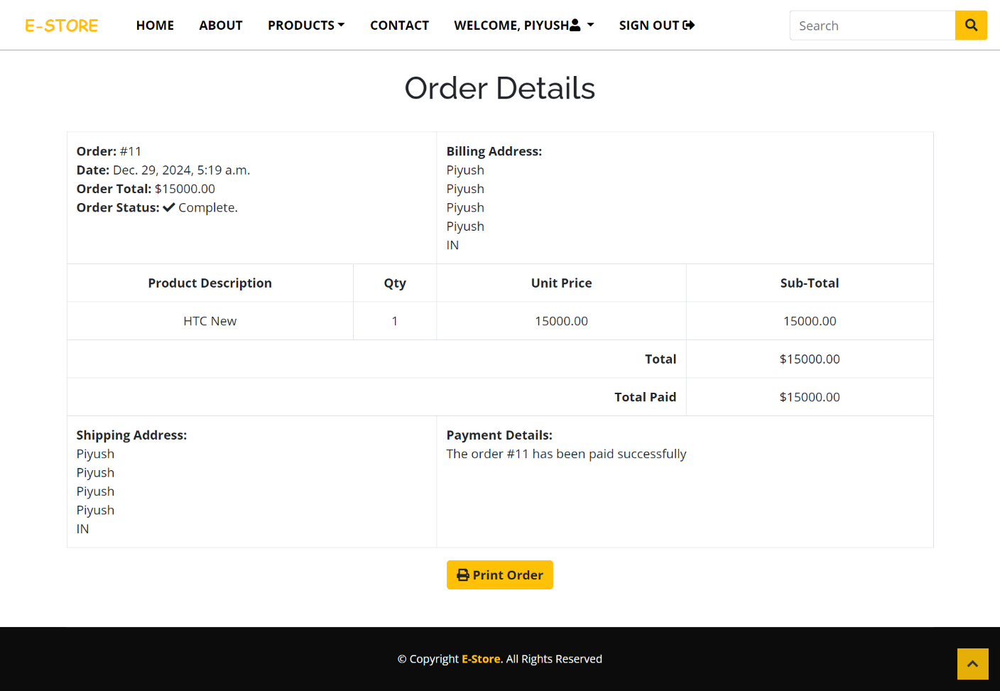 E-STORE
HOME
ABOUT
PRODUCTS
CONTACT
WELCOME, PIYUSH
SIGN OUT
Search
Order Details
Order: #11
Date: Dec. 29, 2024, 5:19 a.m.
Order Total: $15000.00
Order Status: Complete.
Billing Address:
Piyush
Piyush
Piyush
Piyush
IN
Product Description Qty Unit Price Sub-Total
HTC New 1 15000.00 15000.00
Total $15000.00
Total Paid $15000.00
Shipping Address:
Piyush
Piyush
Piyush
Piyush
IN
Payment Details:
The order #11 has been paid successfully
Print Order
© Copyright E-Store. All Rights Reserved